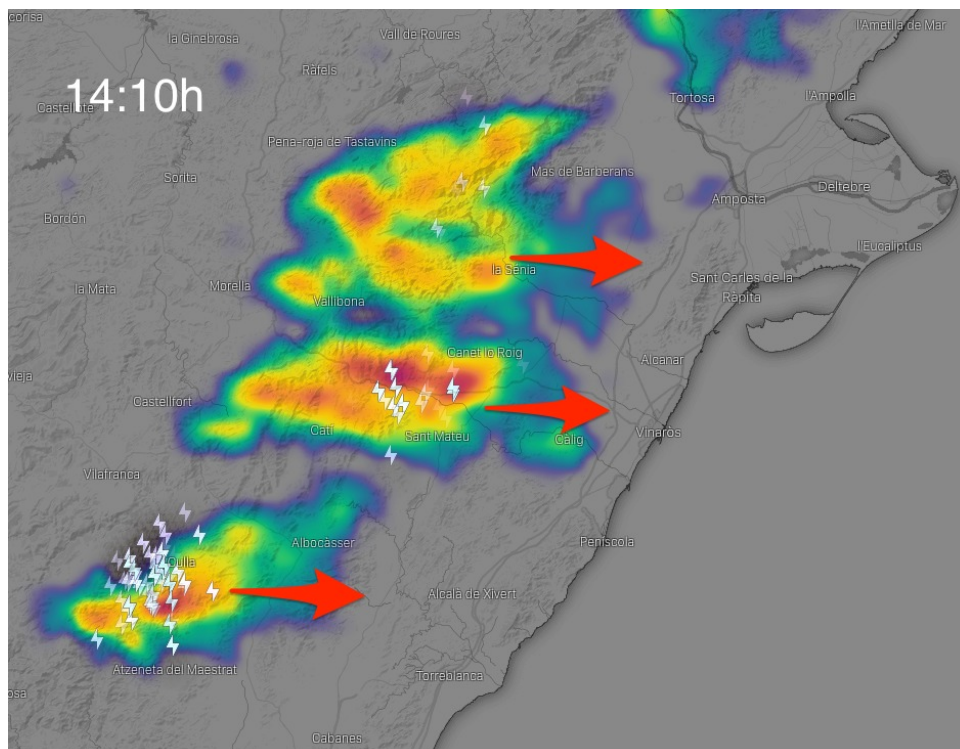 corisa
la Ginebrosa
Vall de Roures
l'Ametlla de Mar
Ràfels
14:10h
Castellote
Tortosa
l'Ampolla
Pena-roja de Tastavins
Sorita
Mas de Barberans
Deltebre
Amposta
Bordón
l'Eucaliptus
la Sénia
Sant Carles de la
Ràpita
la Mata
Morella
Vallibona
Canet lo Roig
Alcanar
Castellfort
Catí
Sant Mateu
Càlig
Vinaròs
Vilafranca
Albocàsser
Peníscola
Culla
Alcalà de Xivert
Atzeneta del Maestrat
Torreblanca
Cabanes